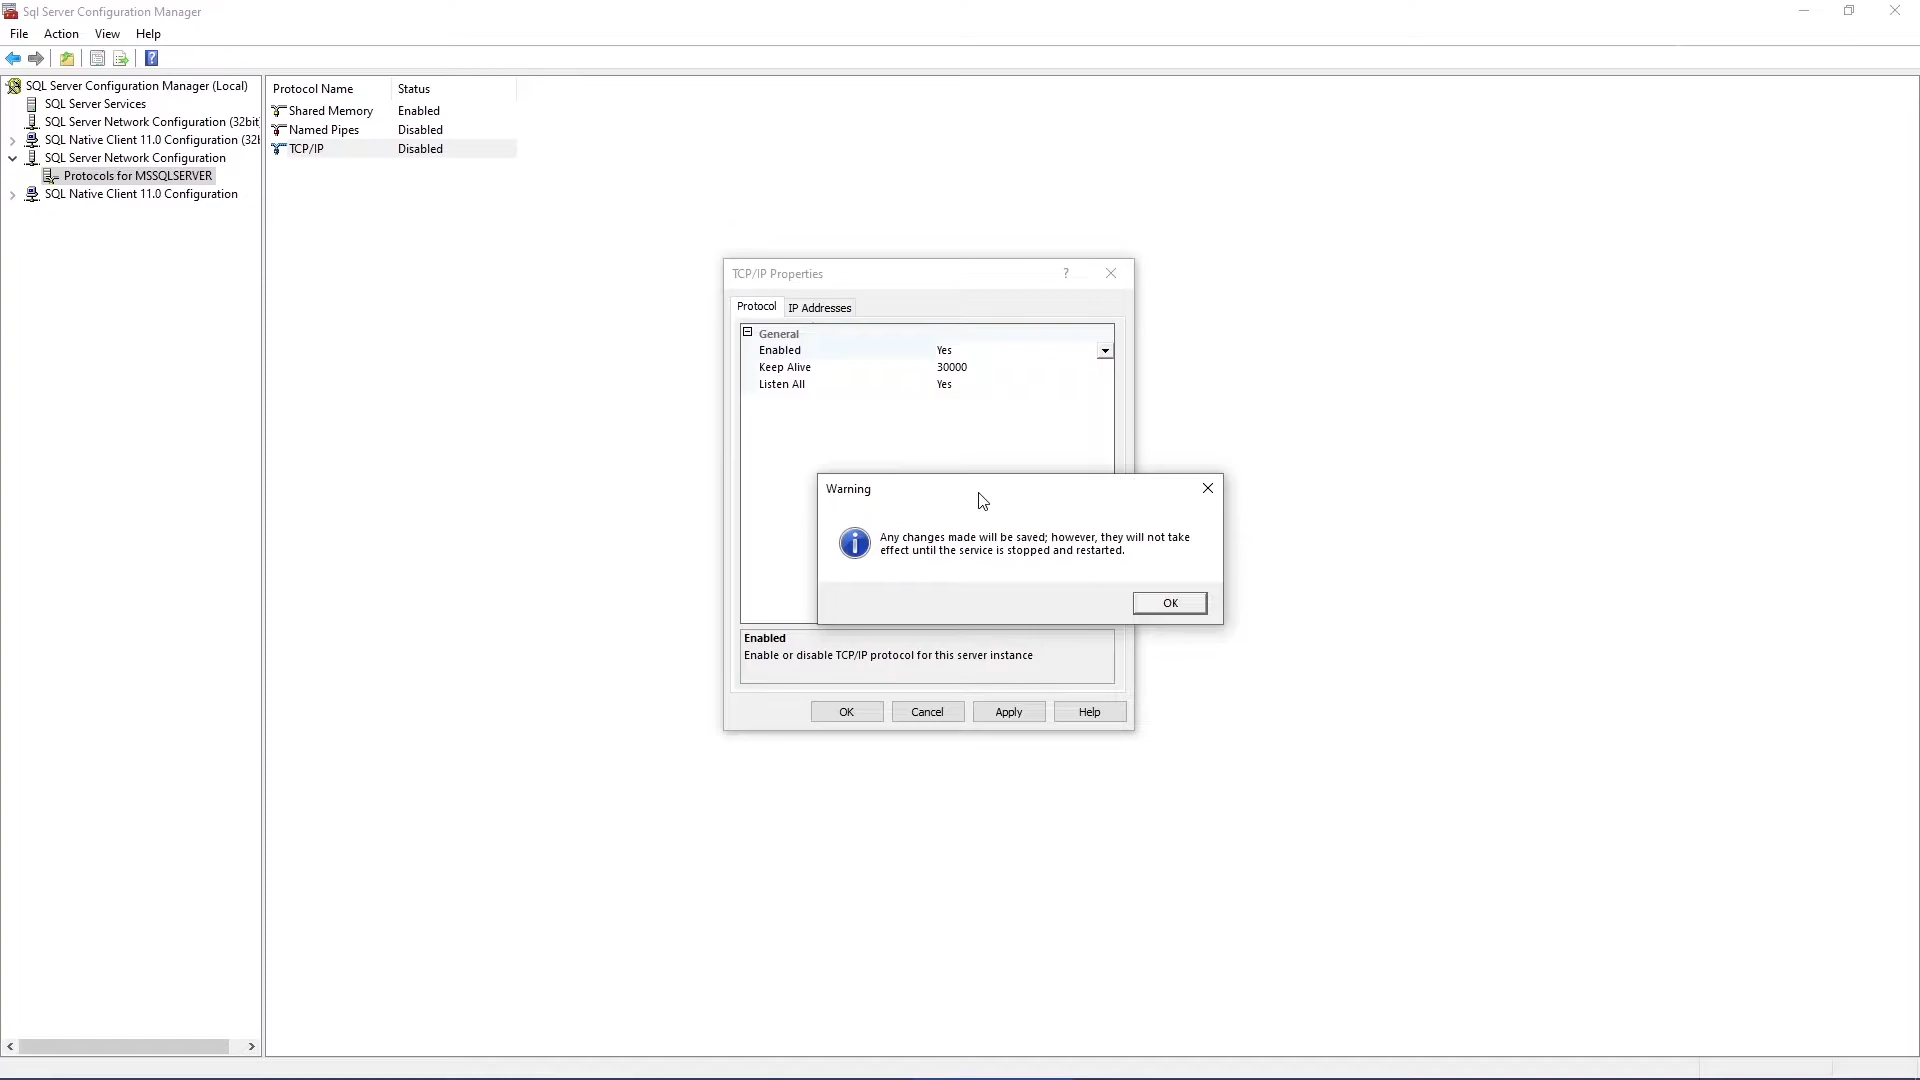 Sql Server Configuration Manager
File Action View Help
SQL Server Configuration Manager (Local)
SQL Server Services
SQL Server Network Configuration (32bit
SQL Native Client 11.0 Configuration (32
SQL Server Network Configuration
Protocols for MSSQLSERVER
SQL Native Client 11.0 Configuration
Protocol Name Status
Shared Memory Enabled
Named Pipes Disabled
TCP/IP Disabled
TCP/IP Properties ?
Protocol IP Addresses
General
Enabled Yes
Keep Alive 30000
Listen All Yes
Warning
Any changes made will be saved; however, they will not take
effect until the service is stopped and restarted.
OK
Enabled
Enable or disable TCP/IP protocol for this server instance
OK Cancel Apply Help